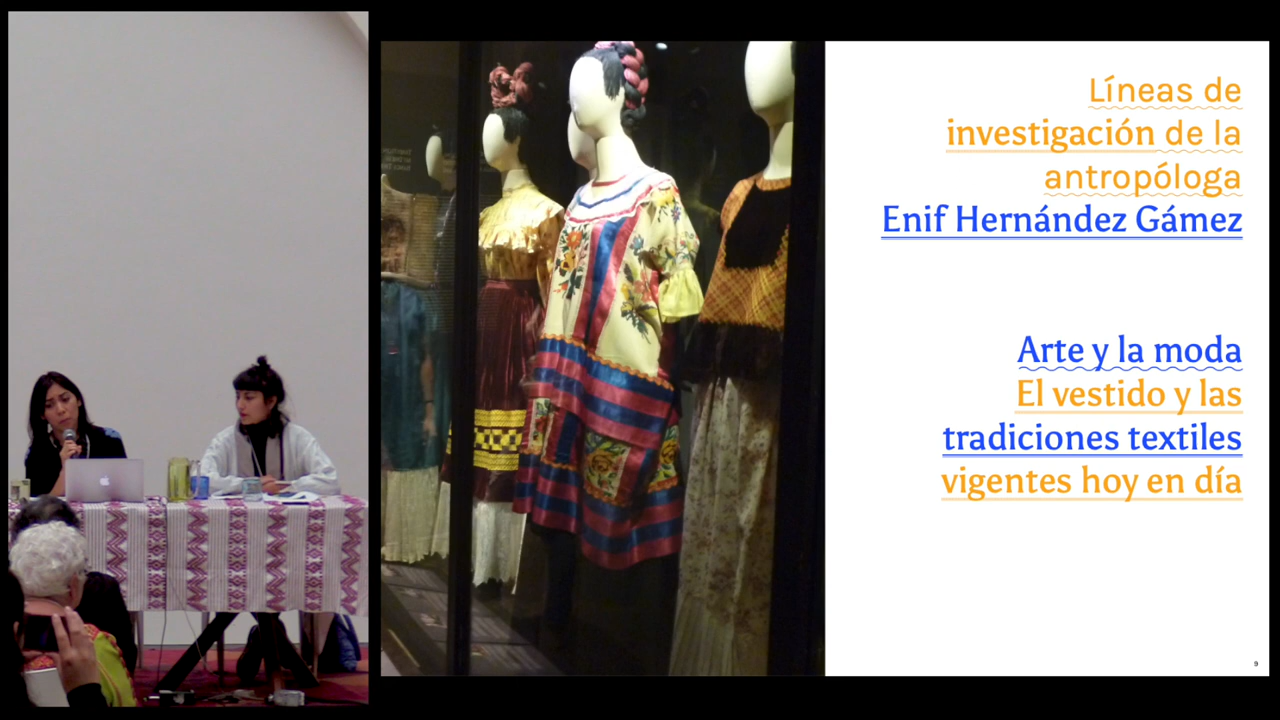 Líneas de
investigación de la
antropóloga
Enif Hernández Gámez
Arte y la moda
El vestido y las
tradiciones textiles
vigentes hoy en día
9